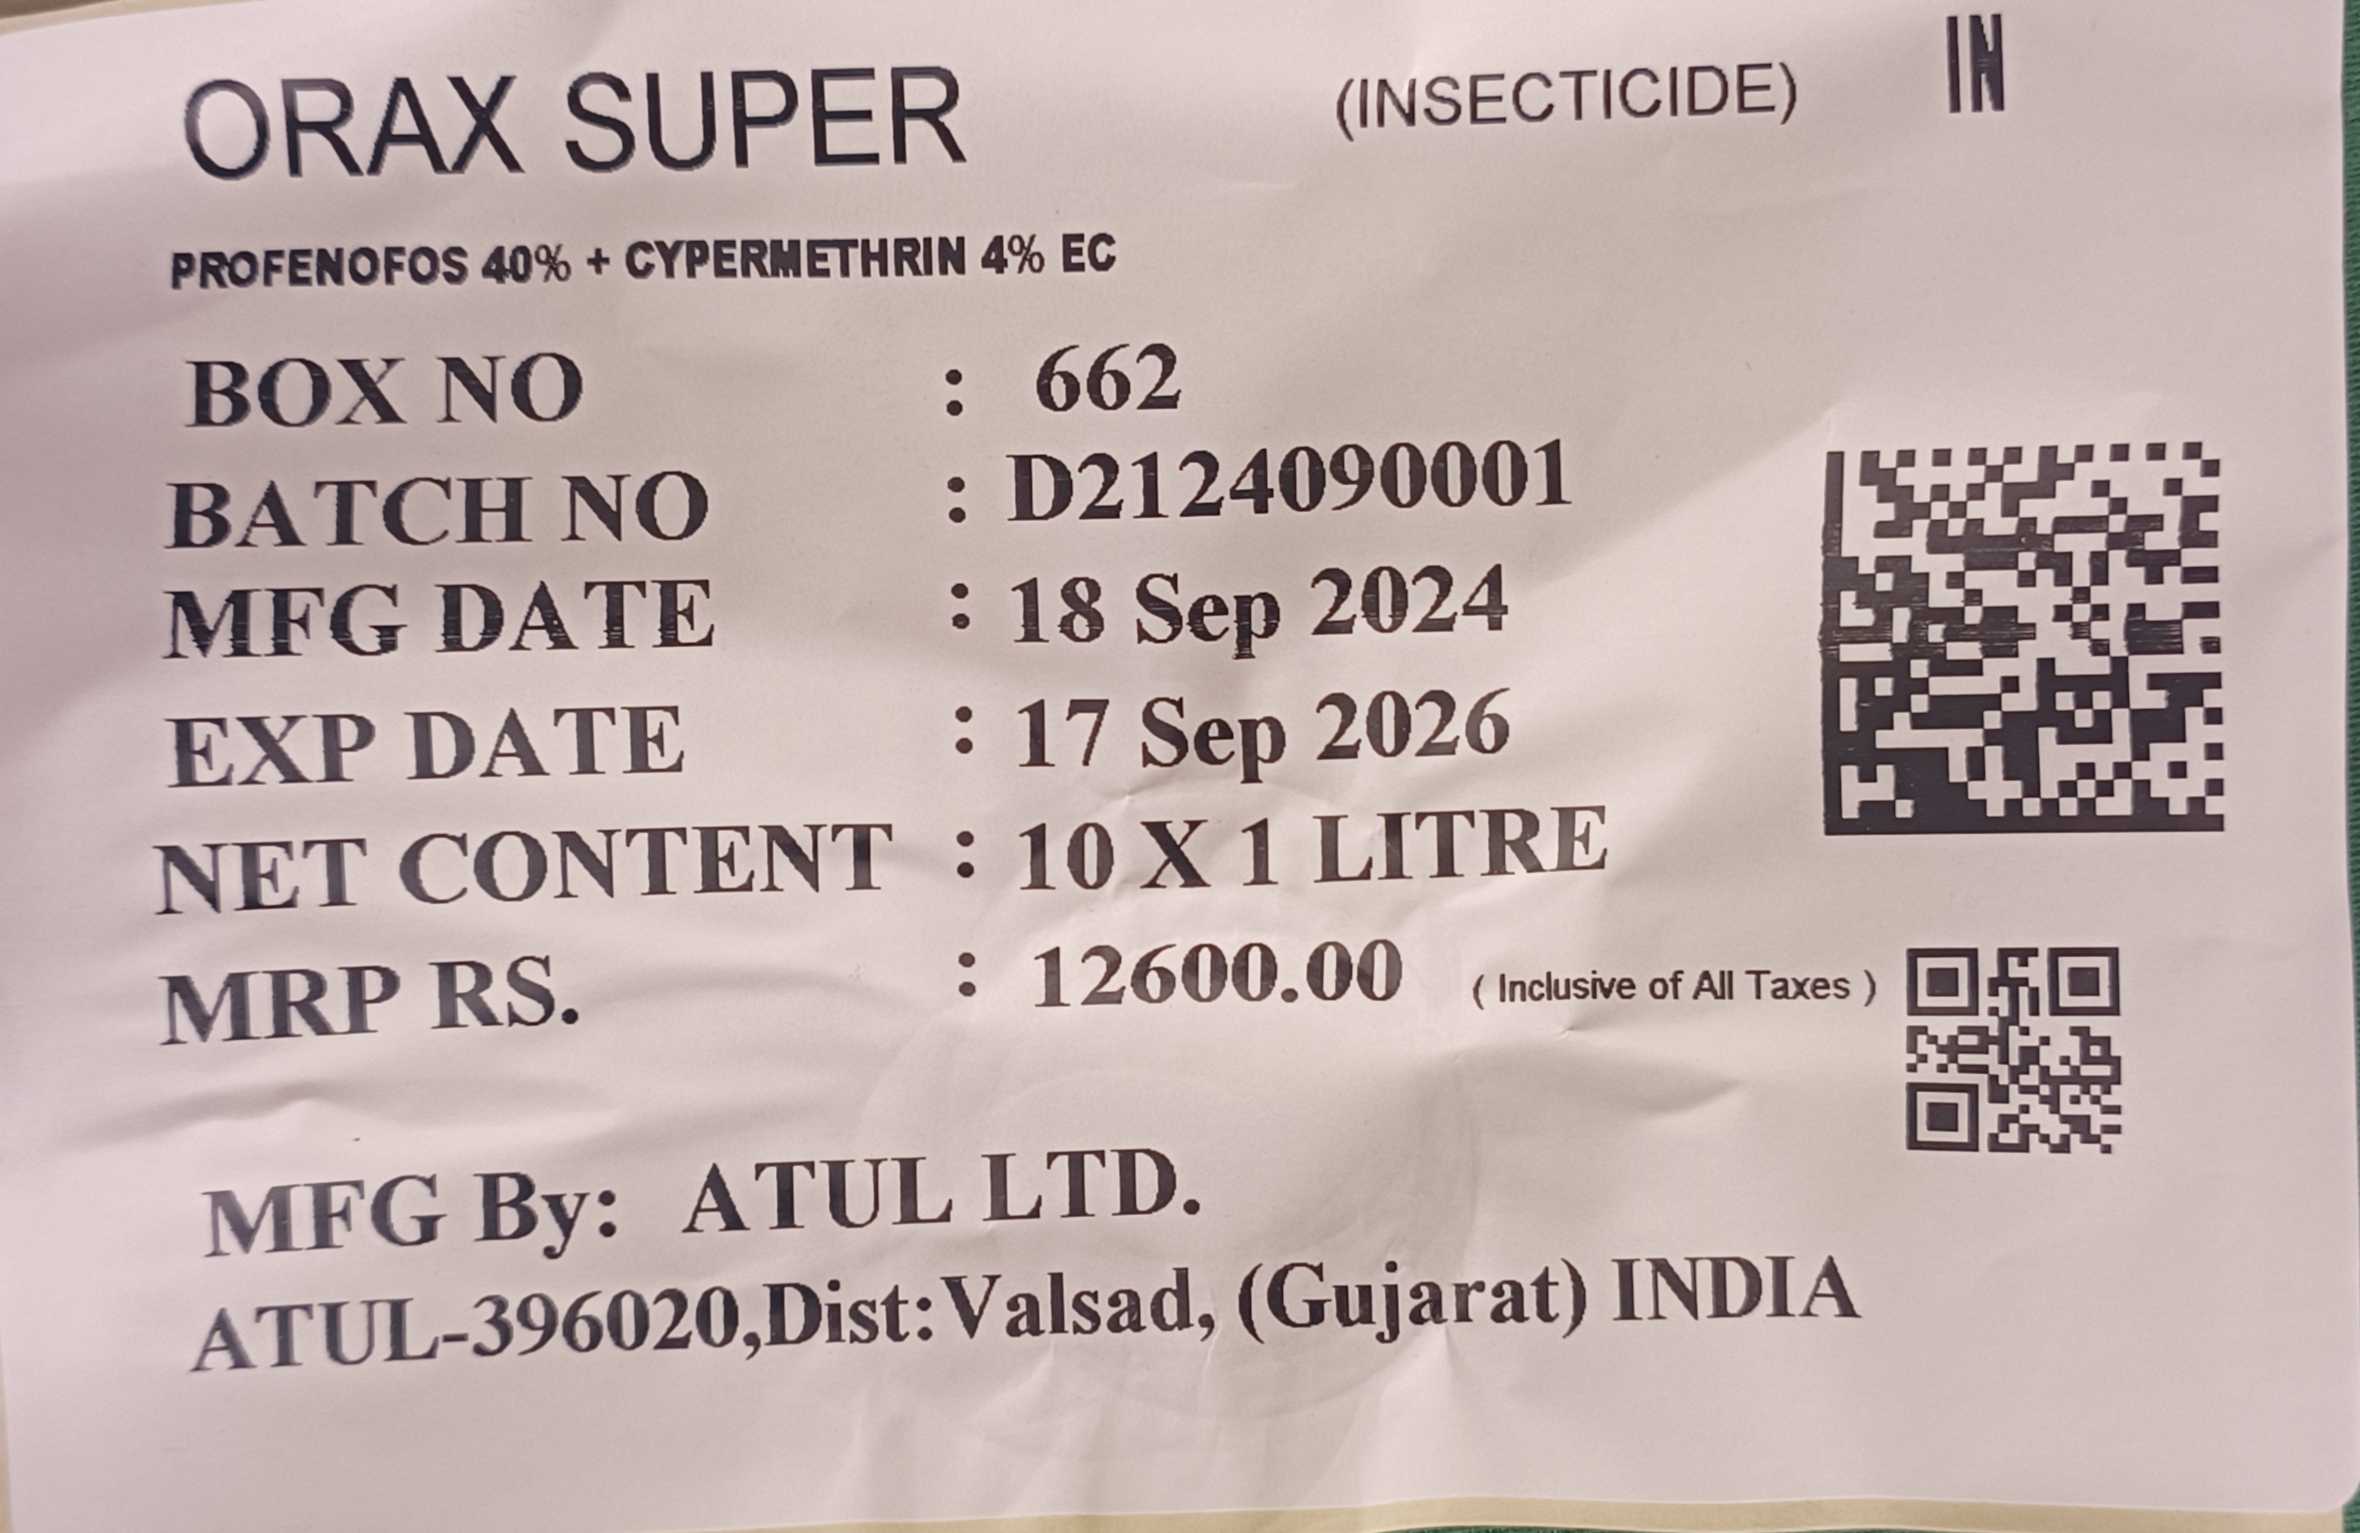 ORAX SUPER (INSECTICIDE) IN
PROFENOFOS 40% + CYPERMETHRIN 4% EC
BOX NO : 662
BATCH NO : D2124090001
MFG DATE : 18 Sep 2024
EXP DATE : 17 Sep 2026
NET CONTENT : 10 X 1 LITRE
MRP RS. : 12600.00 ( Inclusive of All Taxes )
MFG By: ATUL LTD.
ATUL-396020,Dist:Valsad, (Gujarat) INDIA